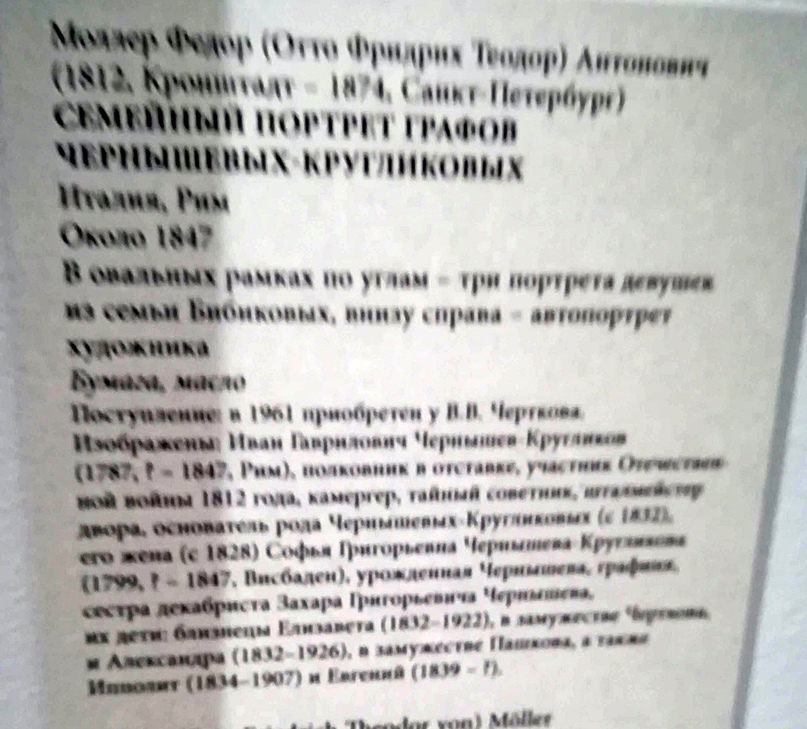 Моллер Федор (Отто Фридрих Теодор) Антонович
(1812, Кронштадт – 1874, Санкт-Петербург)
СЕМЕЙНЫЙ ПОРТРЕТ ГРАФОВ
ЧЕРНЫШЕВЫХ-КРУГЛИКОВЫХ
Италия, Рим
Около 1847
В овальных рамках по углам – три портрета девушек
из семьи Бибиковых, внизу справа – автопортрет
художника
Бумага, масло
Поступление: в 1961 приобретен у В.В. Черткова.
Изображены: Иван Гаврилович Чернышев-Кругликов
(1787, ? – 1847, Рим), полковник в отставке, участник Отечествен-
ной войны 1812 года, камергер, тайный советник, шталмейстер
двора, основатель рода Чернышевых-Кругликовых (с 1832),
его жена (с 1828) Софья Григорьевна Чернышева-Кругликова
(1799, ? – 1847, Висбаден), урожденная Чернышева, графиня,
сестра декабриста Захара Григорьевича Чернышева,
их дети: близнецы Елизавета (1832–1922), в замужестве Черткова,
и Александра (1832–1926), в замужестве Пашкова, а также
Ипполит (1834–1907) и Евгений (1839 – ?).
Friedrich Theodor von) Möller